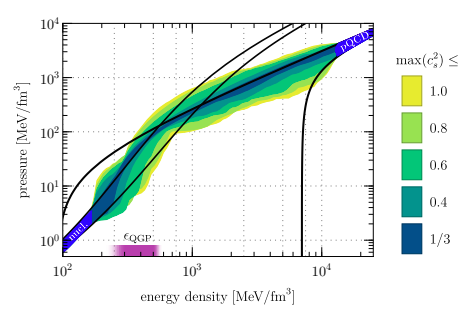 10⁴
10³
10²
10¹
10⁰
pressure [MeV/fm³]
nucl.
pQCD
ϵQGP
10² 10³ 10⁴
energy density [MeV/fm³]
max(cₛ²) ≤
1.0
0.8
0.6
0.4
1/3